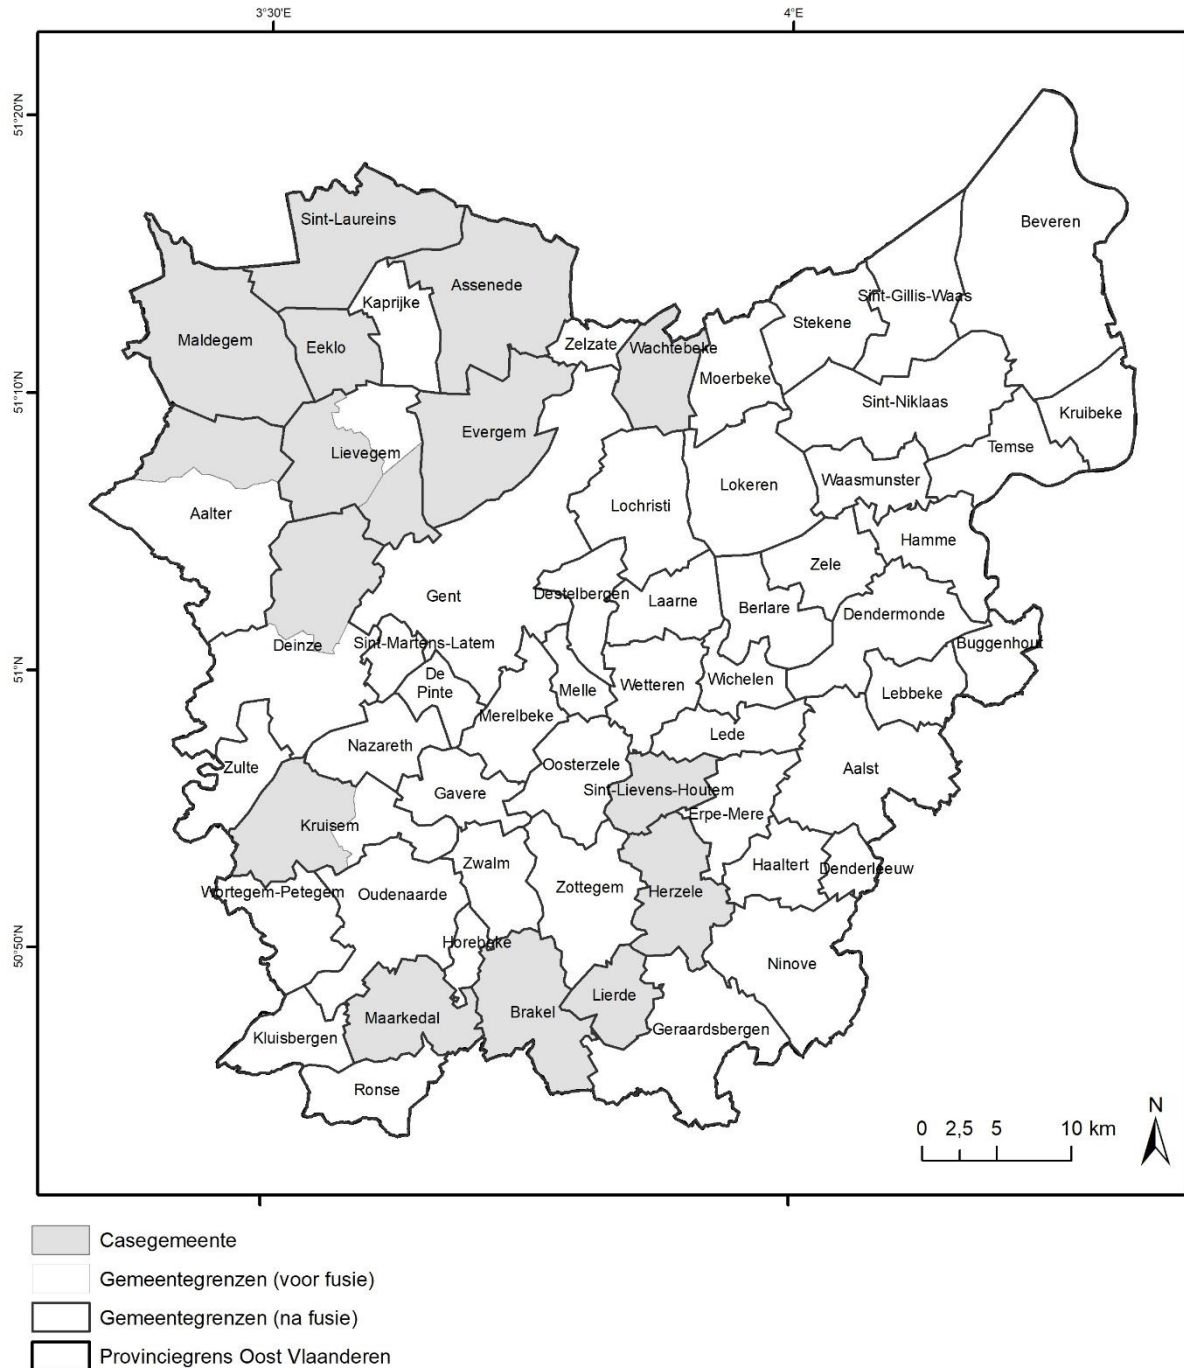 3°30'E
4°E
51°20'N
51°10'N
51°N
50°50'N
Sint-Laureins
Beveren
Assenede
Kaprijke
Sint-Gillis-Waas
Stekene
Maldegem
Eeklo
Zelzate
Wachtebeke
Moerbeke
Sint-Niklaas
Kruibeke
Evergem
Temse
Lievegem
Waasmunster
Lokeren
Lochristi
Aalter
Hamme
Zele
Gent
Destelbergen
Laarne
Berlare
Dendermonde
Deinze
Sint-Martens-Latem
Buggenhout
De
Pinte
Melle
Wetteren
Wichelen
Lebbeke
Merelbeke
Lede
Nazareth
Oosterzele
Zulte
Aalst
Sint-Lievens-Houtem
Gavere
Erpe-Mere
Kruisem
Zwalm
Haaltert
Denderleeuw
Zottegem
Herzele
Wortegem-Petegem
Oudenaarde
Horebeke
Ninove
Lierde
Brakel
Maarkedal
Geraardsbergen
Kluisbergen
Ronse
N
0 2,5 5 10 km
Casegemeente
Gemeentegrenzen (voor fusie)
Gemeentegrenzen (na fusie)
Provinciegrens Oost Vlaanderen